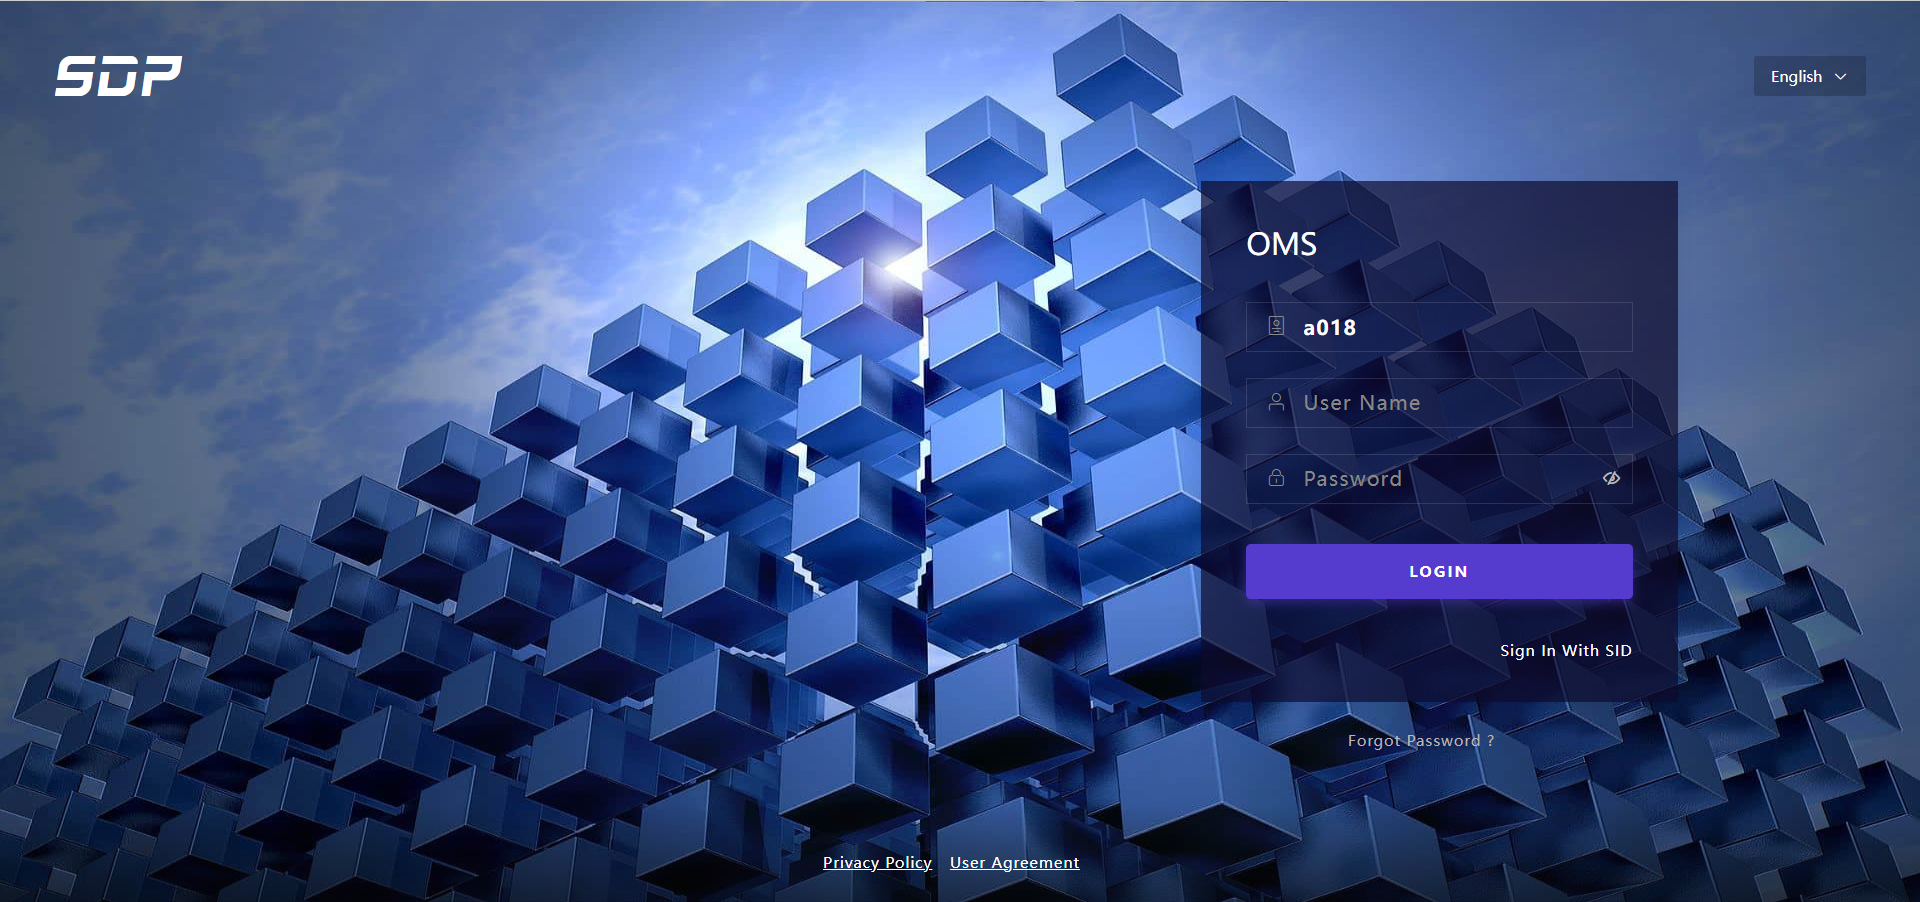 SDP
English
OMS
a018
User Name
Password
LOGIN
Sign In With SID
Forgot Password ?
Privacy Policy User Agreement